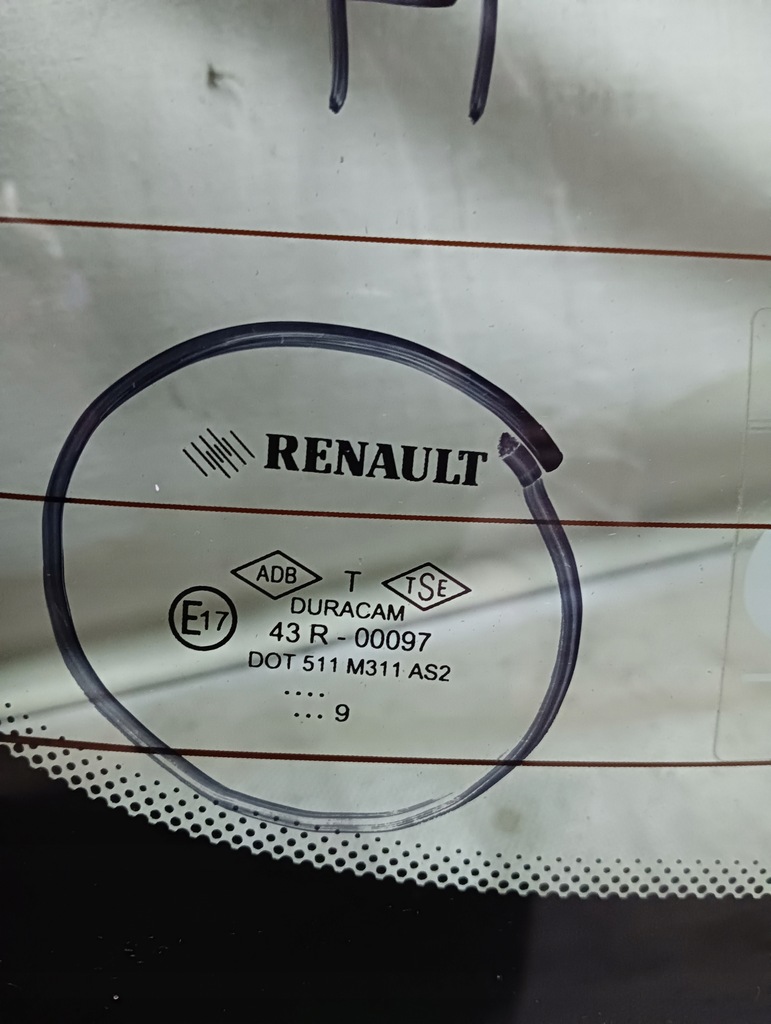 RENAULT
ADB T TSE
DURACAM
E17
43 R - 00097
DOT 511 M311 AS2
....
... 9